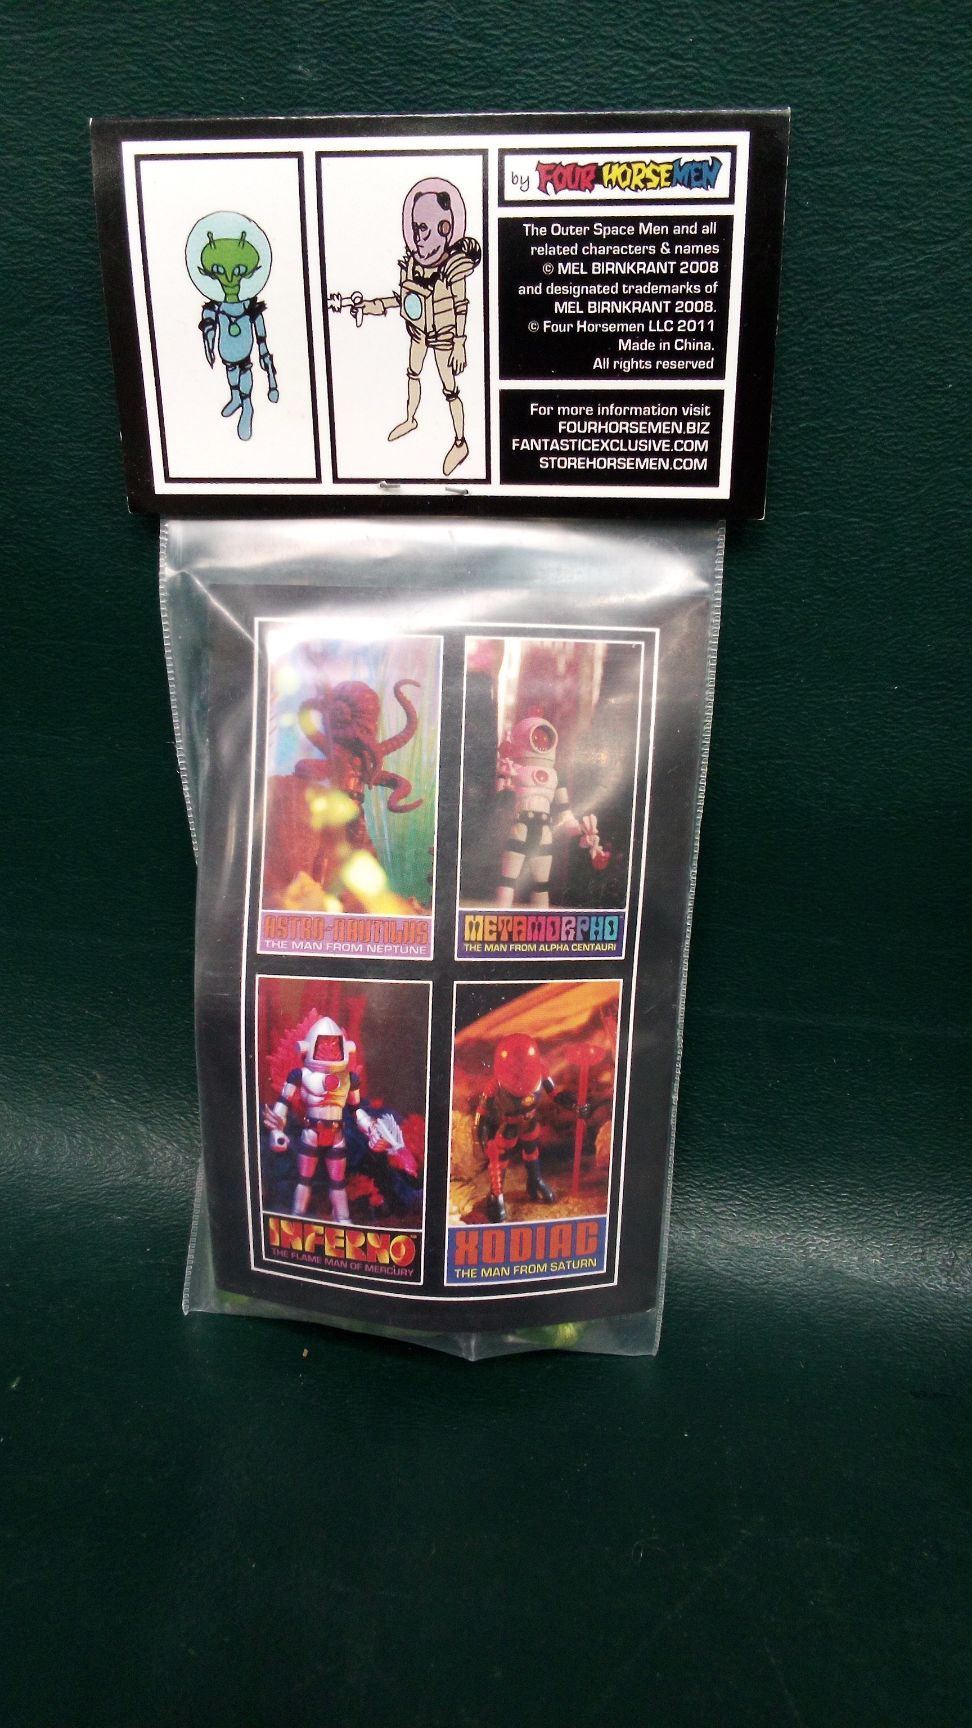 by FOUR HORSEMEN
The Outer Space Men and all
related characters & names
© MEL BIRNKRANT 2008
and designated trademarks of
MEL BIRNKRANT 2008.
© Four Horsemen LLC 2011
Made in China.
All rights reserved
For more information visit
FOURHORSEMEN.BIZ
FANTASTICEXCLUSIVE.COM
STOREHORSEMEN.COM
ASTRO-NAUTILUS
THE MAN FROM NEPTUNE
METAMORPHO
THE MAN FROM ALPHA CENTAURI
INFERNO
THE FLAME MAN OF MERCURY
XODIAC
THE MAN FROM SATURN